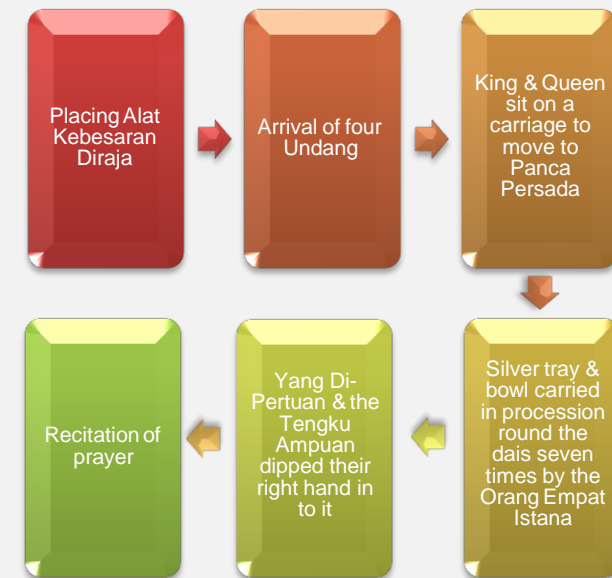 Placing Alat
Kebesaran
Diraja
Arrival of four
Undang
King & Queen
sit on a
carriage to
move to
Panca
Persada
Silver tray &
bowl carried
in procession
round the
dais seven
times by the
Orang Empat
Istana
Yang Di-
Pertuan & the
Tengku
Ampuan
dipped their
right hand in
to it
Recitation of
prayer